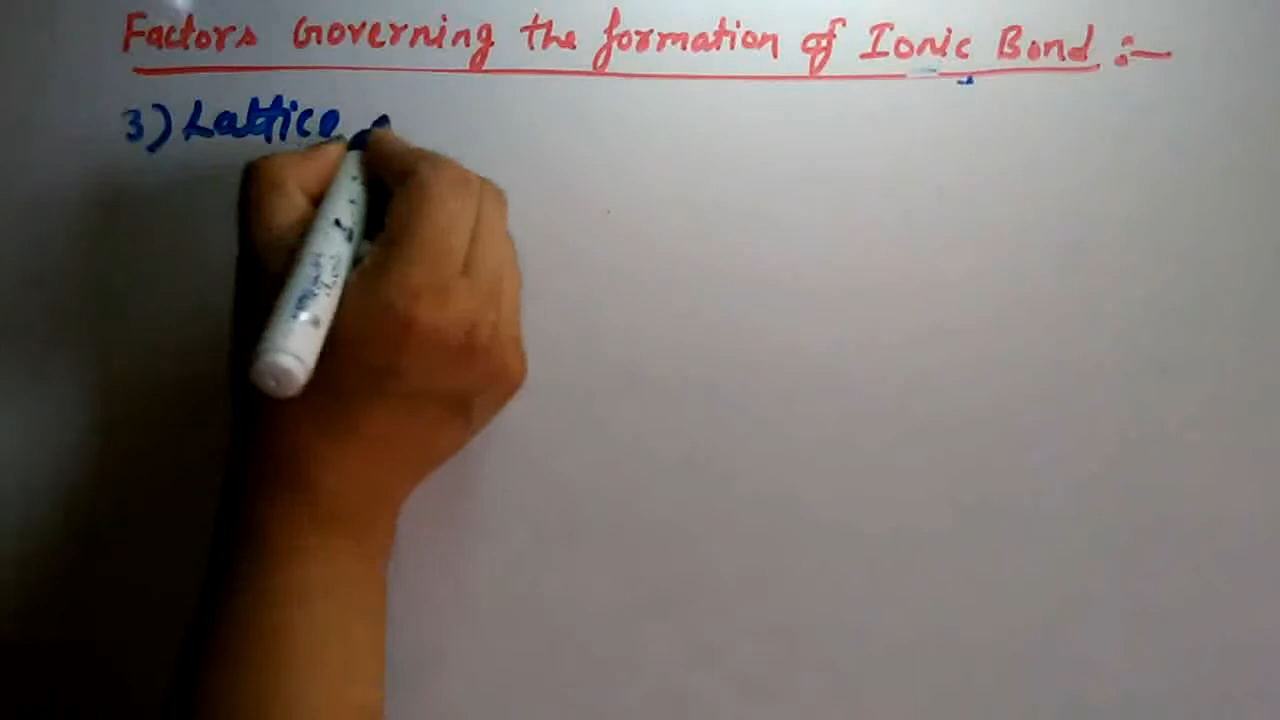 Factors Governing the formation of Ionic Bond :-
3) Lattice